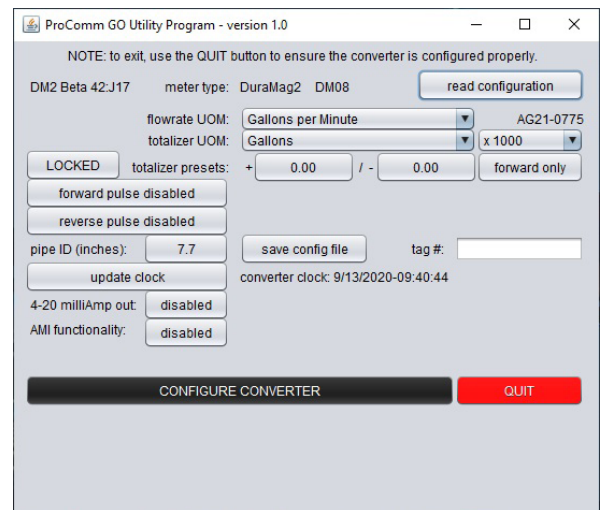 ProComm GO Utility Program - version 1.0
NOTE: to exit, use the QUIT button to ensure the converter is configured properly.
DM2 Beta 42:J17 meter type: DuraMag2 DM08 read configuration
flowrate UOM: Gallons per Minute AG21-0775
totalizer UOM: Gallons x 1000
LOCKED totalizer presets: + 0.00 / - 0.00 forward only
forward pulse disabled
reverse pulse disabled
pipe ID (inches): 7.7 save config file tag #:
update clock converter clock: 9/13/2020-09:40:44
4-20 milliAmp out: disabled
AMI functionality: disabled
CONFIGURE CONVERTER QUIT